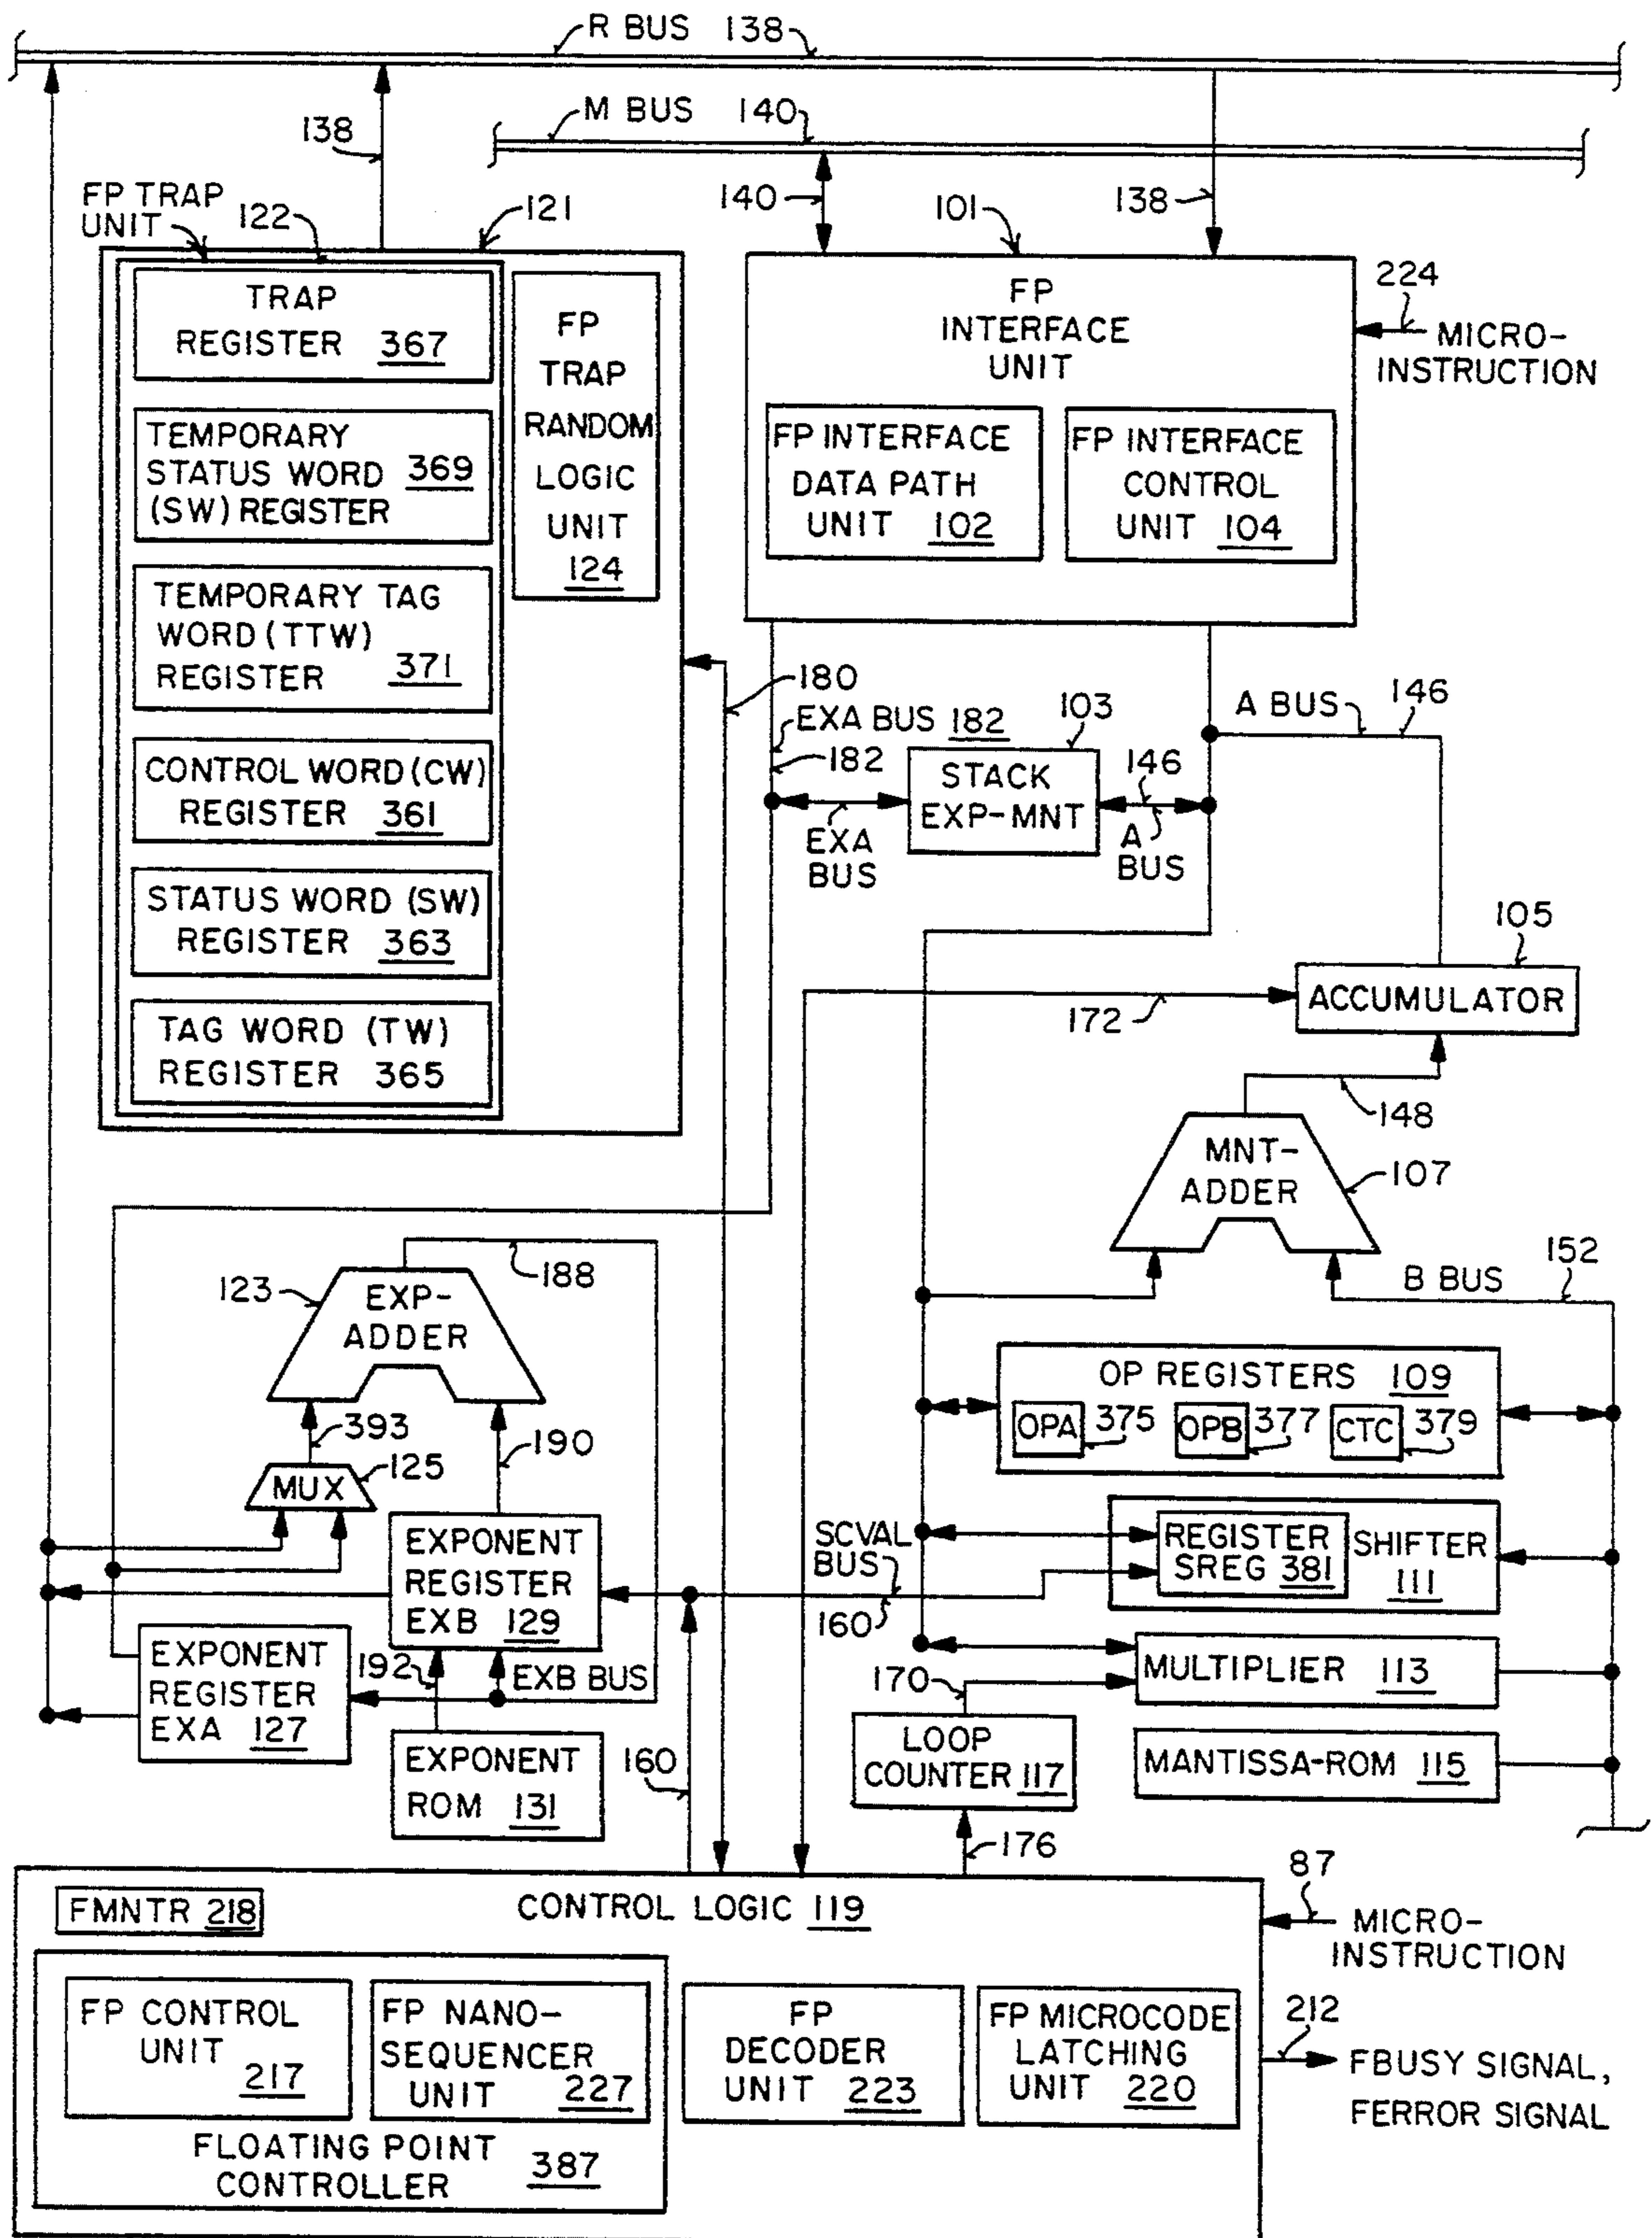 R BUS 138
M BUS 140
138
140
138
FP TRAP
UNIT
122
121
101
224
MICRO-
INSTRUCTION
TRAP
REGISTER 367
TEMPORARY
STATUS WORD 369
(SW) REGISTER
TEMPORARY TAG
WORD (TTW)
REGISTER 371
CONTROL WORD (CW)
REGISTER 361
STATUS WORD (SW)
REGISTER 363
TAG WORD (TW)
REGISTER 365
FP
TRAP
RANDOM
LOGIC
UNIT
124
FP
INTERFACE
UNIT
FP INTERFACE
DATA PATH
UNIT 102
FP INTERFACE
CONTROL
UNIT 104
180
EXA BUS 182
182
EXA
BUS
103
STACK
EXP-MNT
146
A
BUS
A BUS
146
105
ACCUMULATOR
172
148
MNT-
ADDER
107
B BUS
152
188
123
EXP-
ADDER
393
190
MUX
125
OP REGISTERS 109
OPA 375
OPB 377
CTC 379
EXPONENT
REGISTER
EXB 129
SCVAL
BUS
160
REGISTER
SREG 381
SHIFTER
111
EXPONENT
REGISTER
EXA 127
192
EXB BUS
EXPONENT
ROM 131
160
170
MULTIPLIER 113
LOOP
COUNTER 117
MANTISSA-ROM 115
176
FMNTR 218
CONTROL LOGIC 119
87
MICRO-
INSTRUCTION
FP CONTROL
UNIT
217
FP NANO-
SEQUENCER
UNIT 227
FP
DECODER
UNIT 223
FP MICROCODE
LATCHING
UNIT 220
212
FBUSY SIGNAL,
FERROR SIGNAL
FLOATING POINT
CONTROLLER 387